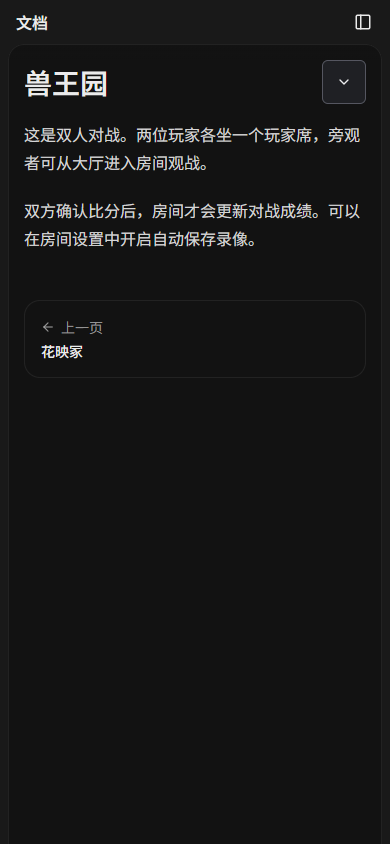 文档
兽王园
这是双人对战。两位玩家各坐一个玩家席，旁观
者可从大厅进入房间观战。
双方确认比分后，房间才会更新对战成绩。可以
在房间设置中开启自动保存录像。
← 上一页
花映冢